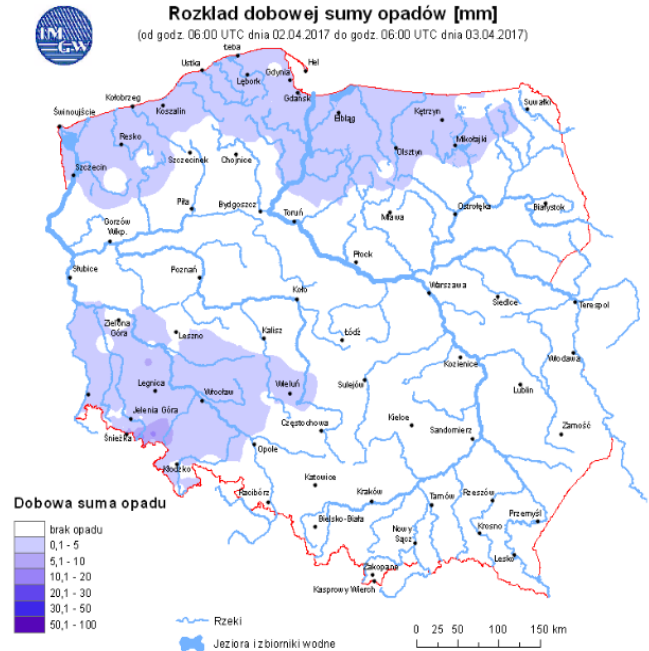 Rozkład dobowej sumy opadów [mm]
(od godz. 06:00 UTC dnia 02.04.2017 do godz. 06:00 UTC dnia 03.04.2017)
IM
GW
Łeba
Hel
Ustka
Gdynia
Lębork
Gdańsk
Kołobrzeg
Koszalin
Świnoujście
Resko
Szczecin
Szczecinek
Chojnice
Elbląg
Kętrzyn
Suwałki
Mikołajki
Olsztyn
Piła
Bydgoszcz
Toruń
Mława
Ostrołęka
Białystok
Gorzów
Wlkp.
Płock
Słubice
Poznań
Koło
Warszawa
Siedlce
Terespol
Zielona
Góra
Leszno
Kalisz
Łódź
Kozienice
Włodawa
Legnica
Wrocław
Wieluń
Sulejów
Lublin
Jelenia Góra
Śnieżka
Częstochowa
Kielce
Sandomierz
Zamość
Opole
Kłodzko
Racibórz
Katowice
Kraków
Tarnów
Rzeszów
Przemyśl
Bielsko-Biała
Nowy
Sącz
Krosno
Lesko
Zakopane
Kasprowy Wierch
Dobowa suma opadu
brak opadu
0,1 - 5
5,1 - 10
10,1 - 20
20,1 - 30
30,1 - 50
50,1 - 100
Rzeki
Jeziora i zbiorniki wodne
0 25 50 100 150 km